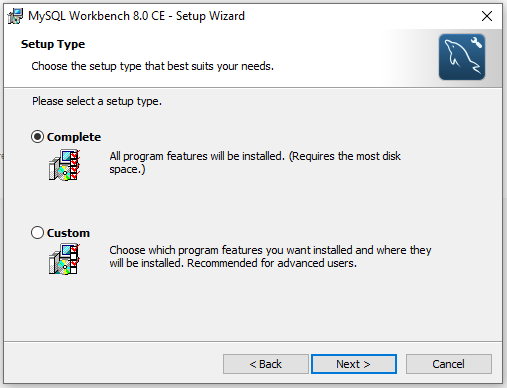 MySQL Workbench 8.0 CE - Setup Wizard
Setup Type
Choose the setup type that best suits your needs.
Please select a setup type.
Complete
All program features will be installed. (Requires the most disk
space.)
Custom
Choose which program features you want installed and where they
will be installed. Recommended for advanced users.
< Back
Next >
Cancel